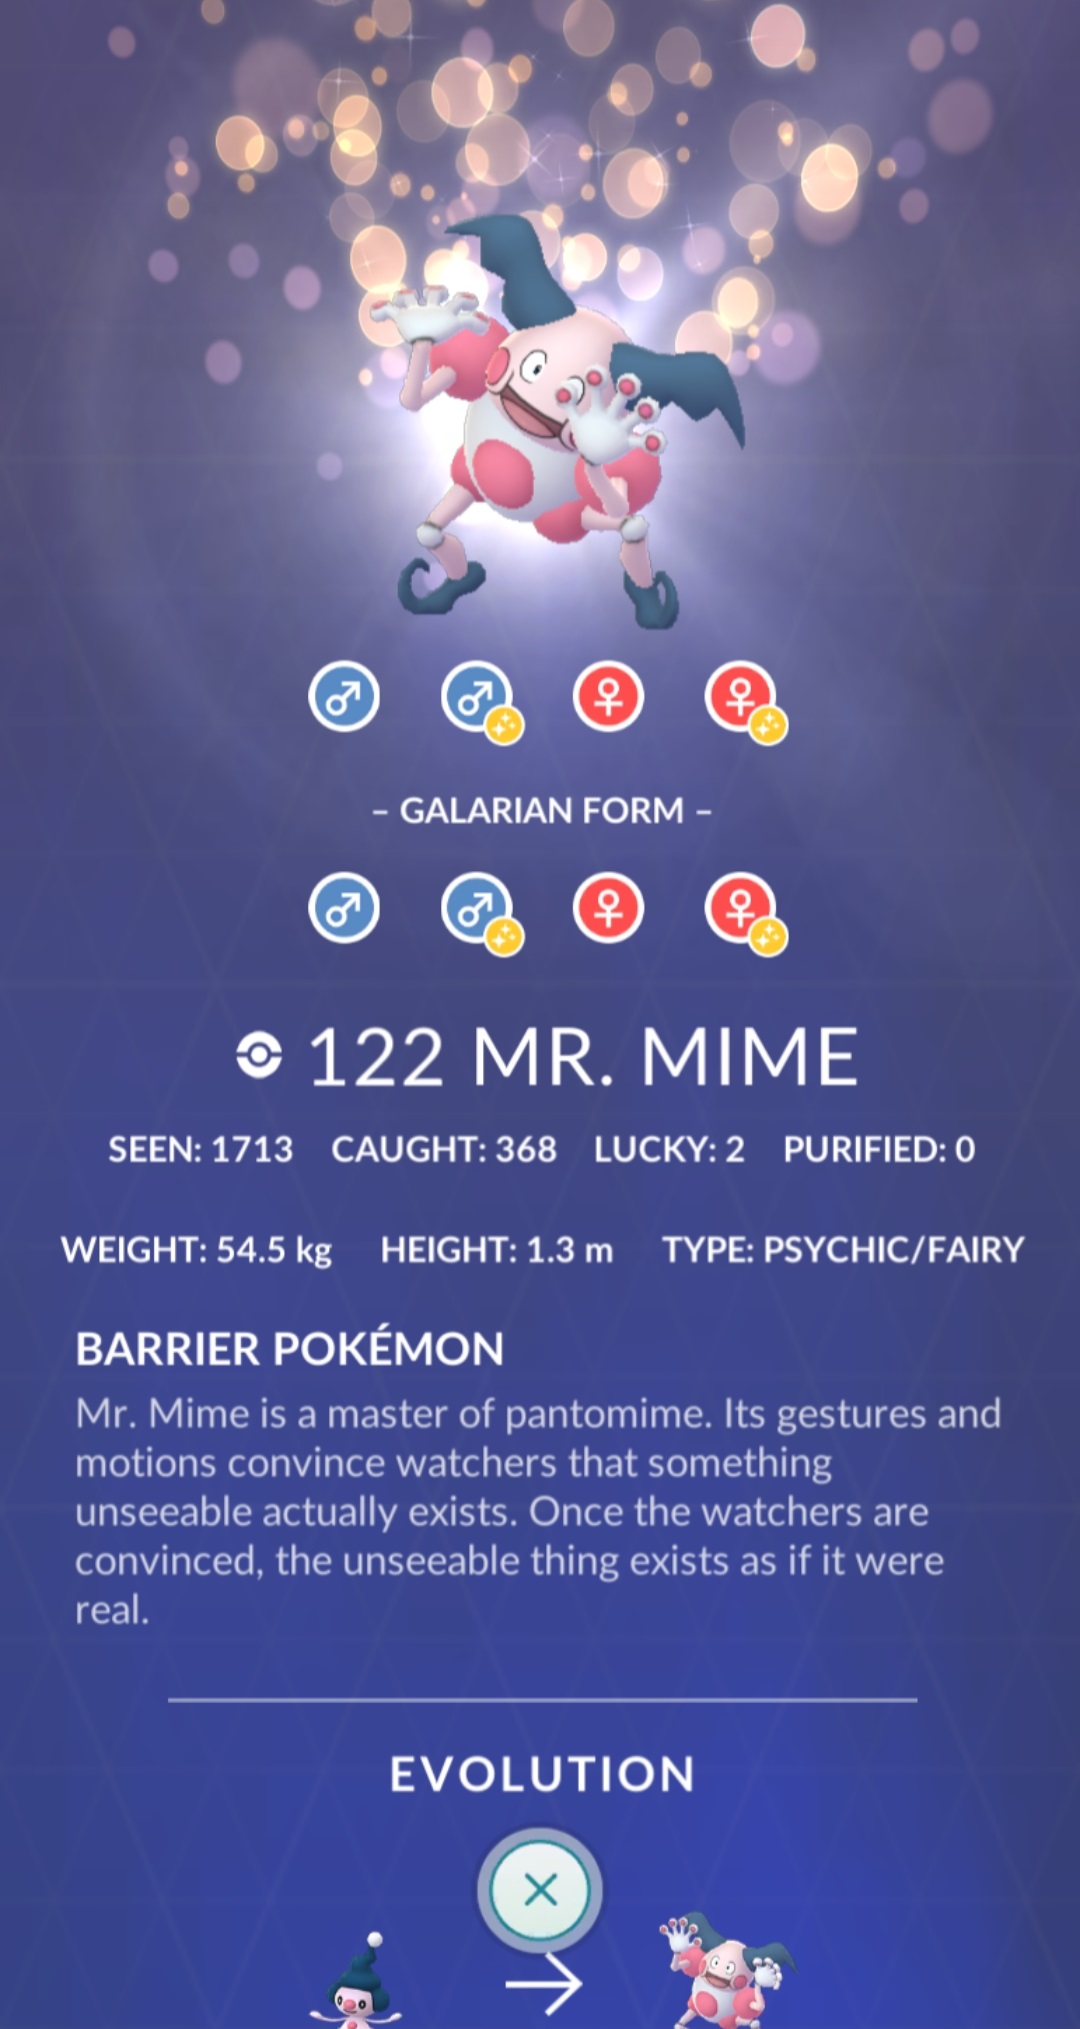 – GALARIAN FORM –
122 MR. MIME
SEEN: 1713 CAUGHT: 368 LUCKY: 2 PURIFIED: 0
WEIGHT: 54.5 kg HEIGHT: 1.3 m TYPE: PSYCHIC/FAIRY
BARRIER POKÉMON
Mr. Mime is a master of pantomime. Its gestures and
motions convince watchers that something
unseeable actually exists. Once the watchers are
convinced, the unseeable thing exists as if it were
real.
EVOLUTION